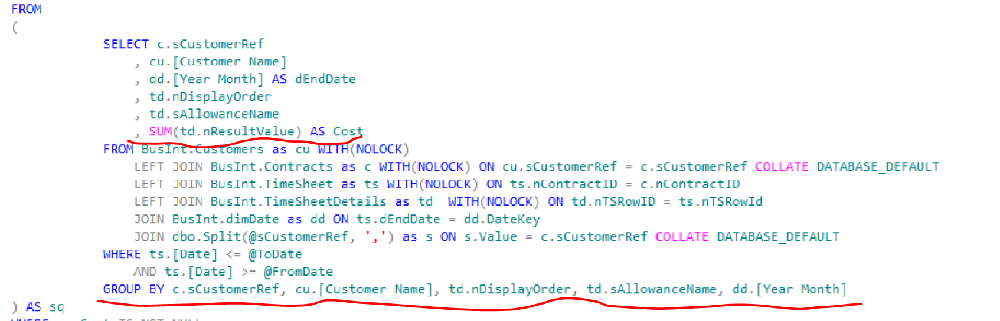 FROM
(
SELECT c.sCustomerRef
, cu.[Customer Name]
, dd.[Year Month] AS dEndDate
, td.nDisplayOrder
, td.sAllowanceName
, SUM(td.nResultValue) AS Cost
FROM BusInt.Customers as cu WITH(NOLOCK)
LEFT JOIN BusInt.Contracts as c WITH(NOLOCK) ON cu.sCustomerRef = c.sCustomerRef COLLATE DATABASE_DEFAULT
LEFT JOIN BusInt.TimeSheet as ts WITH(NOLOCK) ON ts.nContractID = c.nContractID
LEFT JOIN BusInt.TimeSheetDetails as td  WITH(NOLOCK) ON td.nTSRowID = ts.nTSRowId
JOIN BusInt.dimDate as dd ON ts.dEndDate = dd.DateKey
JOIN dbo.Split(@sCustomerRef, ',') as s ON s.Value = c.sCustomerRef COLLATE DATABASE_DEFAULT
WHERE ts.[Date] <= @ToDate
AND ts.[Date] >= @FromDate
GROUP BY c.sCustomerRef, cu.[Customer Name], td.nDisplayOrder, td.sAllowanceName, dd.[Year Month]
) AS sq